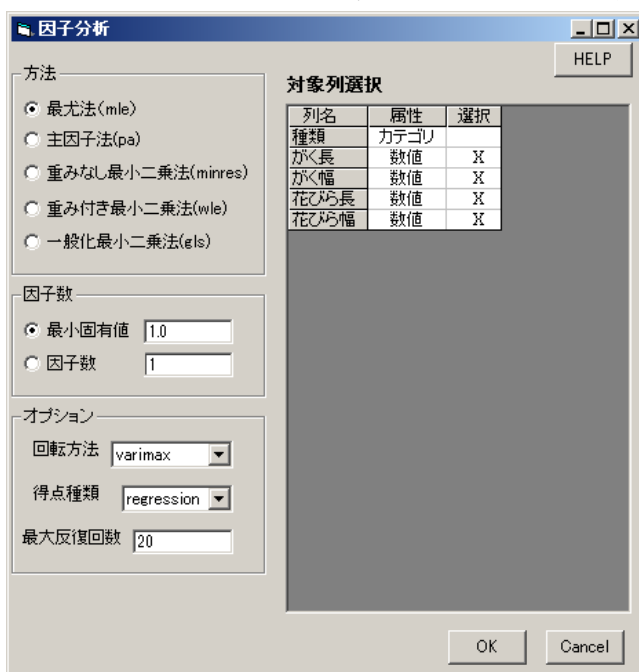 因子分析
HELP
方法
最尤法(mle)
主因子法(pa)
重みなし最小二乗法(minres)
重み付き最小二乗法(wle)
一般化最小二乗法(gls)
因子数
最小固有値 1.0
因子数 1
オプション
回転方法 varimax
得点種類 regression
最大反復回数 20
対象列選択
列名 属性 選択
種類 カテゴリ
がく長 数値 X
がく幅 数値 X
花びら長 数値 X
花びら幅 数値 X
OK Cancel